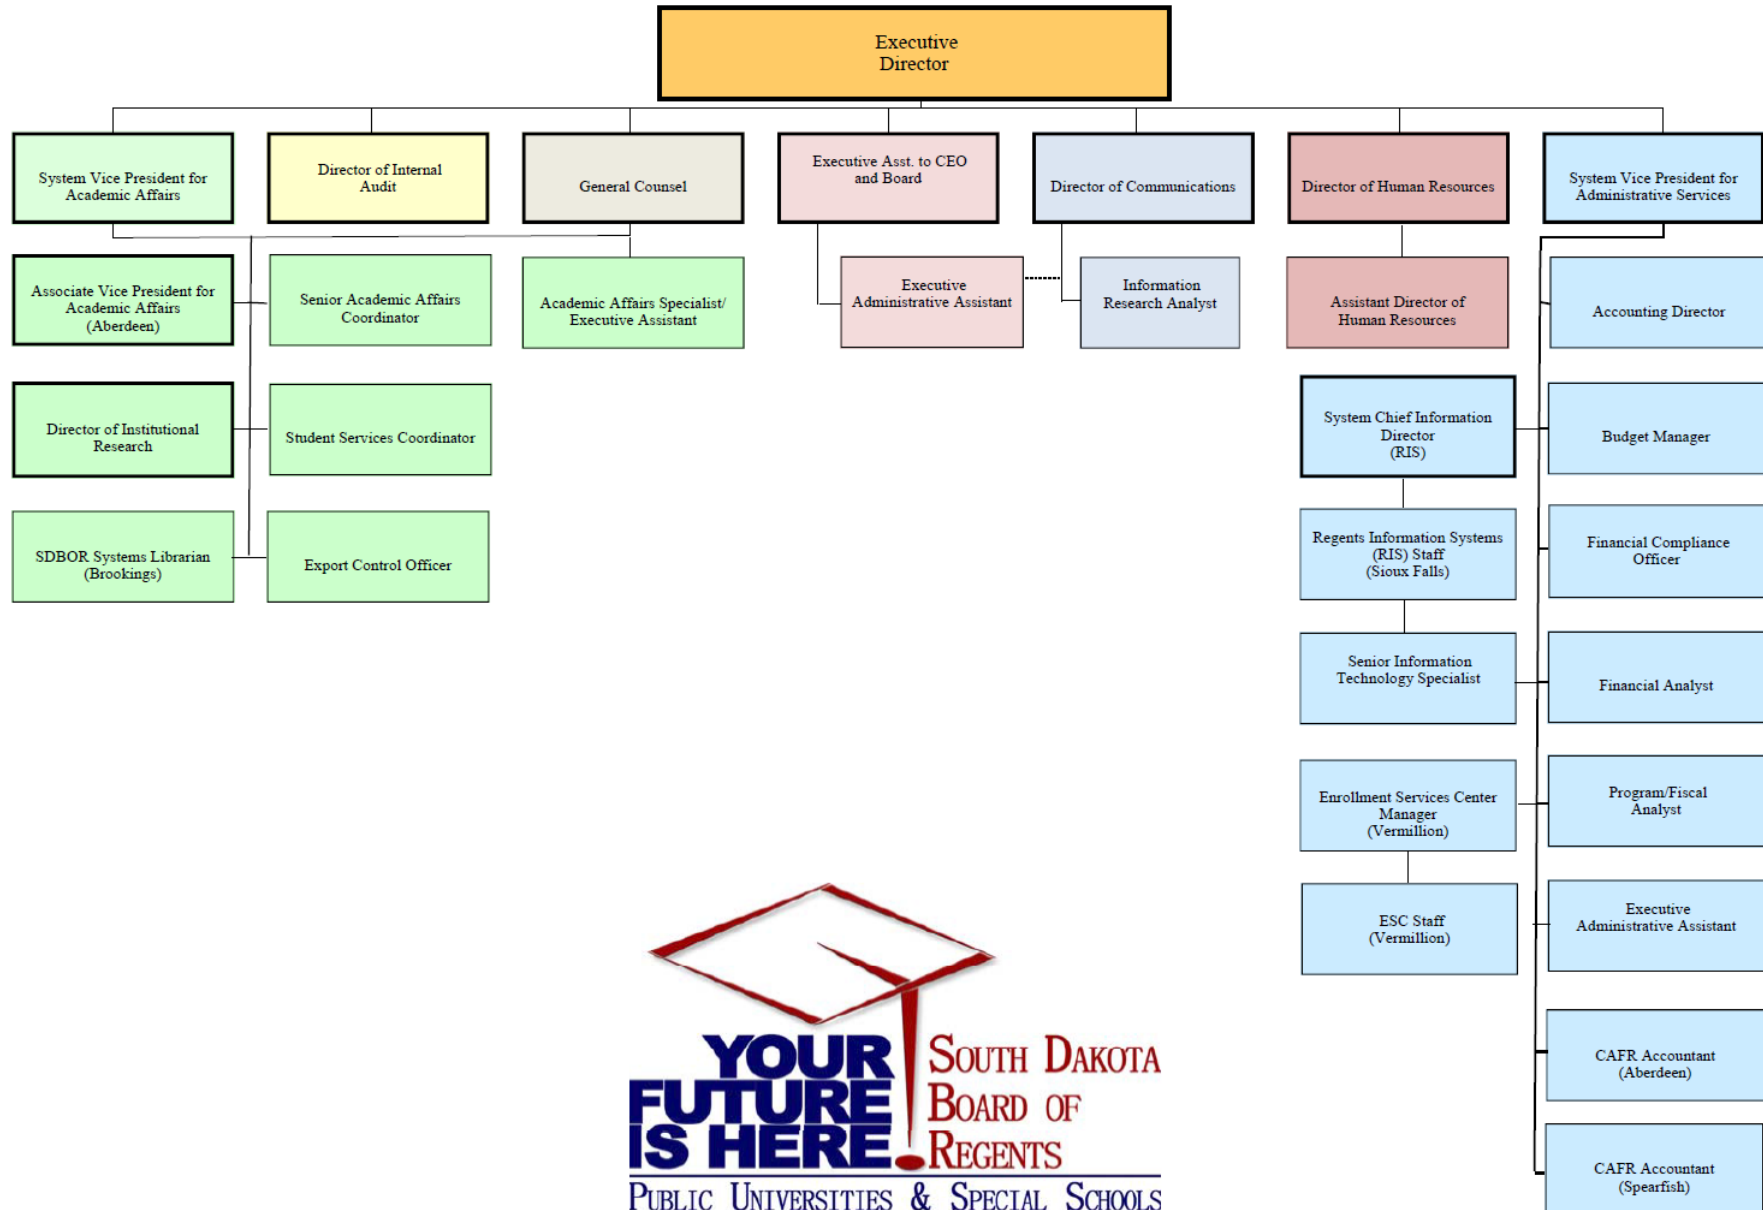 Executive
Director
System Vice President for
Academic Affairs
Director of Internal
Audit
General Counsel
Executive Asst. to CEO
and Board
Director of Communications
Director of Human Resources
System Vice President for
Administrative Services
Associate Vice President for
Academic Affairs
(Aberdeen)
Senior Academic Affairs
Coordinator
Academic Affairs Specialist/
Executive Assistant
Executive
Administrative Assistant
Information
Research Analyst
Assistant Director of
Human Resources
Accounting Director
Director of Institutional
Research
Student Services Coordinator
System Chief Information
Director
(RIS)
Budget Manager
SDBOR Systems Librarian
(Brookings)
Export Control Officer
Regents Information Systems
(RIS) Staff
(Sioux Falls)
Financial Compliance
Officer
Senior Information
Technology Specialist
Financial Analyst
Enrollment Services Center
Manager
(Vermillion)
Program/Fiscal
Analyst
ESC Staff
(Vermillion)
Executive
Administrative Assistant
CAFR Accountant
(Aberdeen)
CAFR Accountant
(Spearfish)
YOUR
FUTURE
IS HERE
SOUTH DAKOTA
BOARD OF
REGENTS
PUBLIC UNIVERSITIES & SPECIAL SCHOOLS